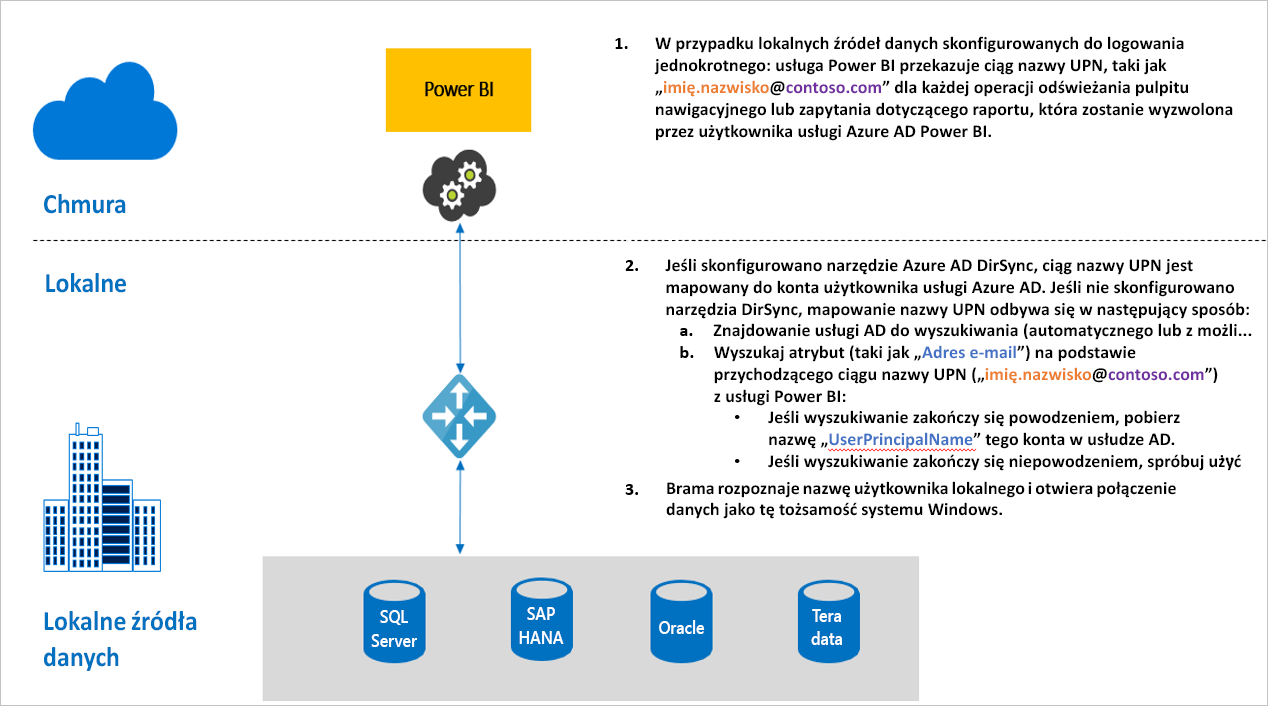 Power BI
1. W przypadku lokalnych źródeł danych skonfigurowanych do logowania
jednokrotnego: usługa Power BI przekazuje ciąg nazwy UPN, taki jak
„imię.nazwisko@contoso.com” dla każdej operacji odświeżania pulpitu
nawigacyjnego lub zapytania dotyczącego raportu, która zostanie wyzwolona
przez użytkownika usługi Azure AD Power BI.
Chmura
Lokalne
2. Jeśli skonfigurowano narzędzie Azure AD DirSync, ciąg nazwy UPN jest
mapowany do konta użytkownika usługi Azure AD. Jeśli nie skonfigurowano
narzędzia DirSync, mapowanie nazwy UPN odbywa się w następujący sposób:
a. Znajdowanie usługi AD do wyszukiwania (automatycznego lub z możli...
b. Wyszukaj atrybut (taki jak „Adres e-mail”) na podstawie
przychodzącego ciągu nazwy UPN („imię.nazwisko@contoso.com”)
z usługi Power BI:
• Jeśli wyszukiwanie zakończy się powodzeniem, pobierz
nazwę „UserPrincipalName” tego konta w usłudze AD.
• Jeśli wyszukiwanie zakończy się niepowodzeniem, spróbuj użyć
3. Brama rozpoznaje nazwę użytkownika lokalnego i otwiera połączenie
danych jako tę tożsamość systemu Windows.
Lokalne źródła
danych
SQL
Server
SAP
HANA
Oracle
Tera
data